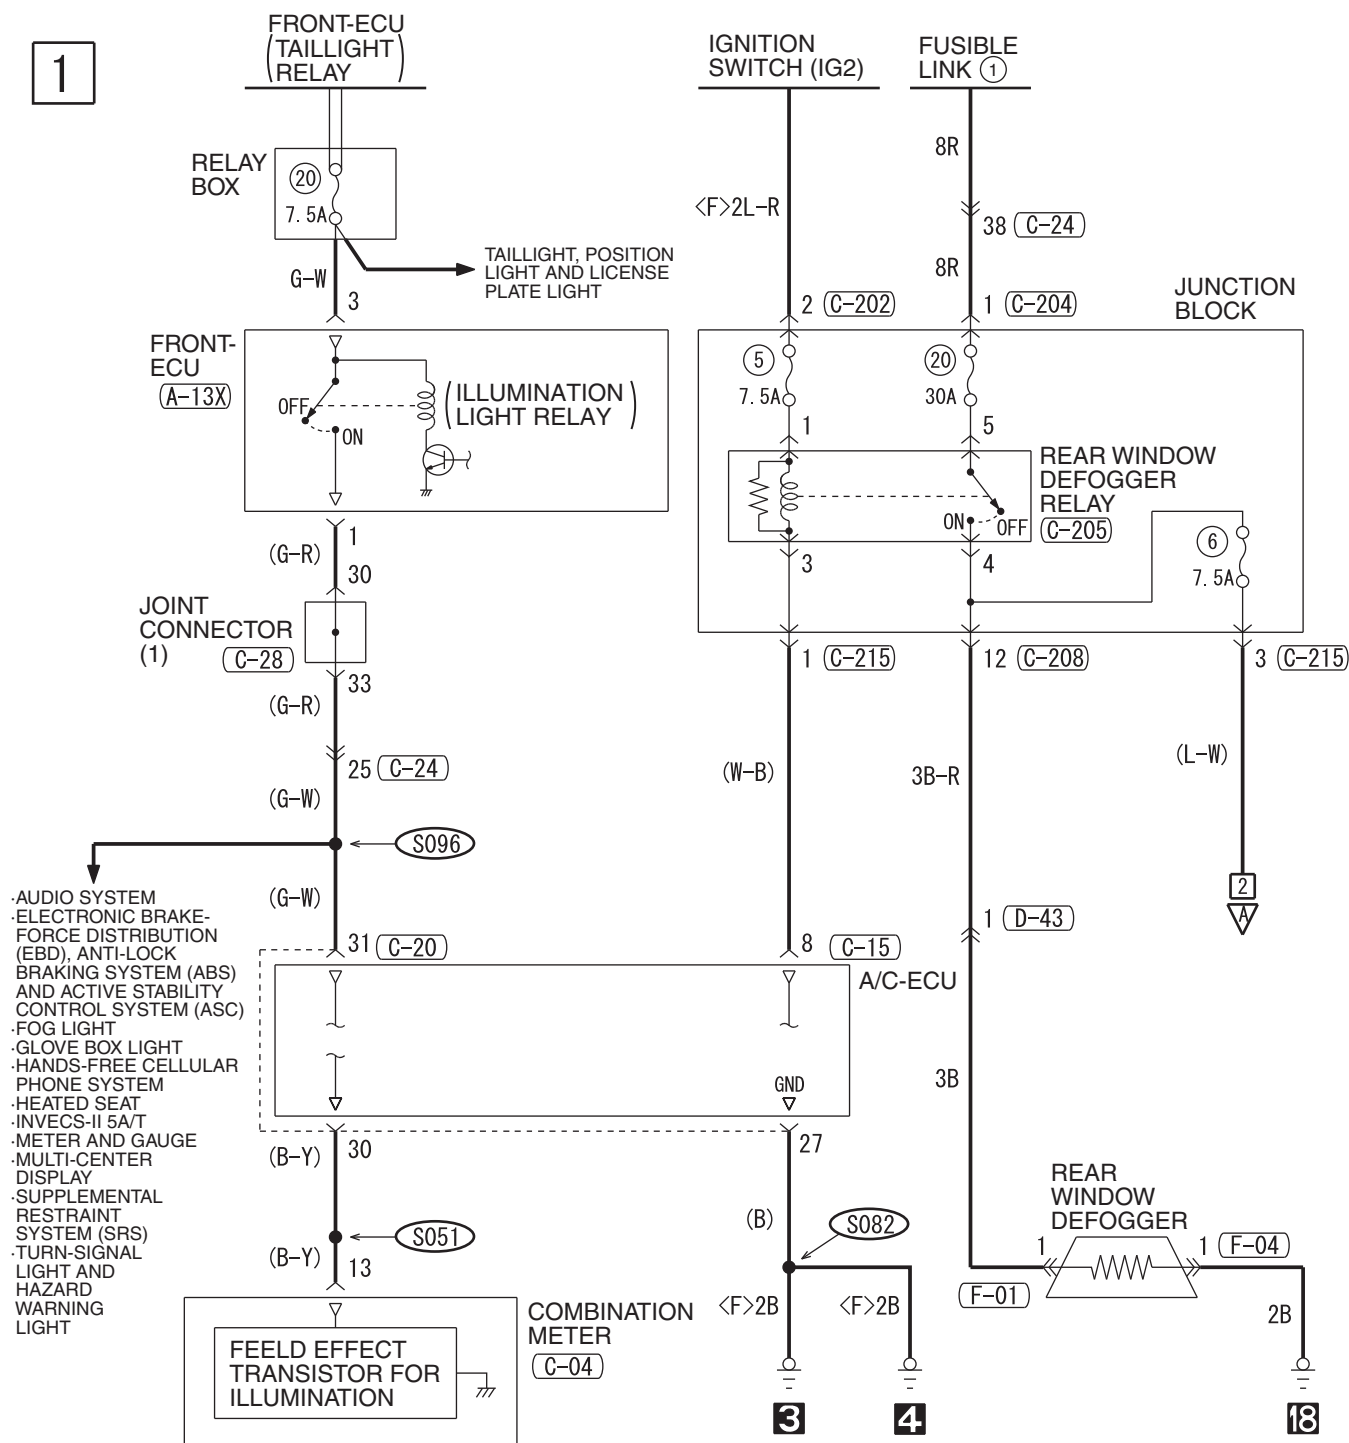 1
FRONT-ECU
(TAILLIGHT
RELAY)
IGNITION
SWITCH (IG2)
FUSIBLE
LINK ①
RELAY
BOX
20
7.5A
G-W
3
TAILLIGHT, POSITION
LIGHT AND LICENSE
PLATE LIGHT
<F>2L-R
8R
38 C-24
8R
2 C-202
1 C-204
JUNCTION
BLOCK
FRONT-
ECU
A-13X
OFF
ON
(ILLUMINATION
LIGHT RELAY)
5
7.5A
20
30A
1
5
REAR WINDOW
DEFOGGER
RELAY
C-205
ON
OFF
3
4
6
7.5A
1
(G-R)
30
JOINT
CONNECTOR
(1)
C-28
33
(G-R)
25 C-24
(G-W)
S096
(G-W)
31 C-20
1 C-215
12 C-208
3 C-215
(W-B)
3B-R
(L-W)
2
A
8 C-15
1 D-43
A/C-ECU
·AUDIO SYSTEM
·ELECTRONIC BRAKE-
FORCE DISTRIBUTION
(EBD), ANTI-LOCK
BRAKING SYSTEM (ABS)
AND ACTIVE STABILITY
CONTROL SYSTEM (ASC)
·FOG LIGHT
·GLOVE BOX LIGHT
·HANDS-FREE CELLULAR
PHONE SYSTEM
·HEATED SEAT
·INVECS-II 5A/T
·METER AND GAUGE
·MULTI-CENTER
DISPLAY
·SUPPLEMENTAL
RESTRAINT
SYSTEM (SRS)
·TURN-SIGNAL
LIGHT AND
HAZARD
WARNING
LIGHT
GND
3B
30
(B-Y)
S051
(B-Y)
13
27
(B)
S082
<F>2B
<F>2B
REAR
WINDOW
DEFOGGER
1
1 F-04
F-01
2B
COMBINATION
METER
C-04
FEELD EFFECT
TRANSISTOR FOR
ILLUMINATION
3
4
18